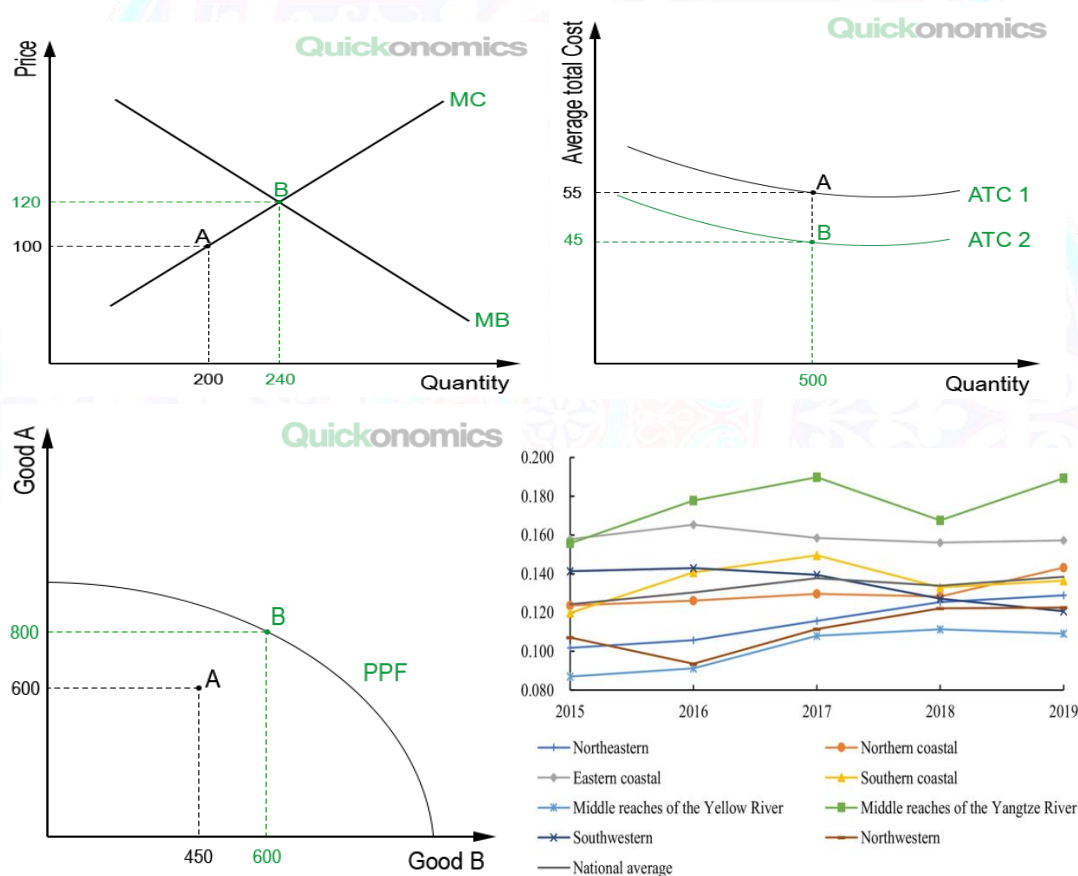 Quickonomics
Price
MC
120
B
100
A
MB
200
240
Quantity
Quickonomics
Average total Cost
55
A
ATC 1
45
B
ATC 2
500
Quantity
Quickonomics
Good A
800
B
600
A
PPF
450
600
Good B
0.200
0.180
0.160
0.140
0.120
0.100
0.080
2015
2016
2017
2018
2019
Northeastern
Northern coastal
Eastern coastal
Southern coastal
Middle reaches of the Yellow River
Middle reaches of the Yangtze River
Southwestern
Northwestern
National average